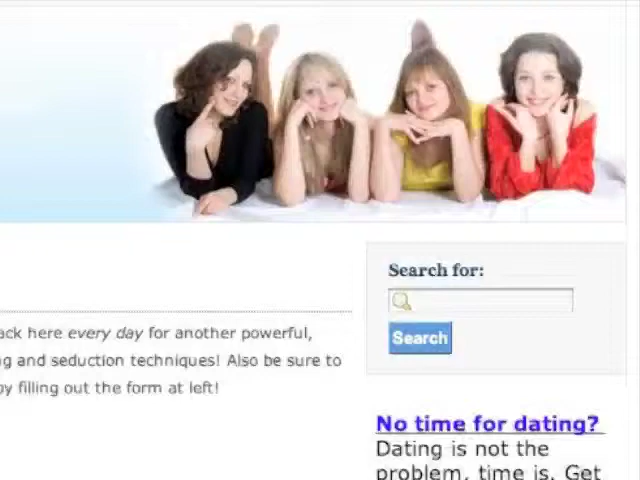 Search for:
ack here every day for another powerful,
Search
g and seduction techniques! Also be sure to
by filling out the form at left!
No time for dating?
Dating is not the
problem, time is. Get